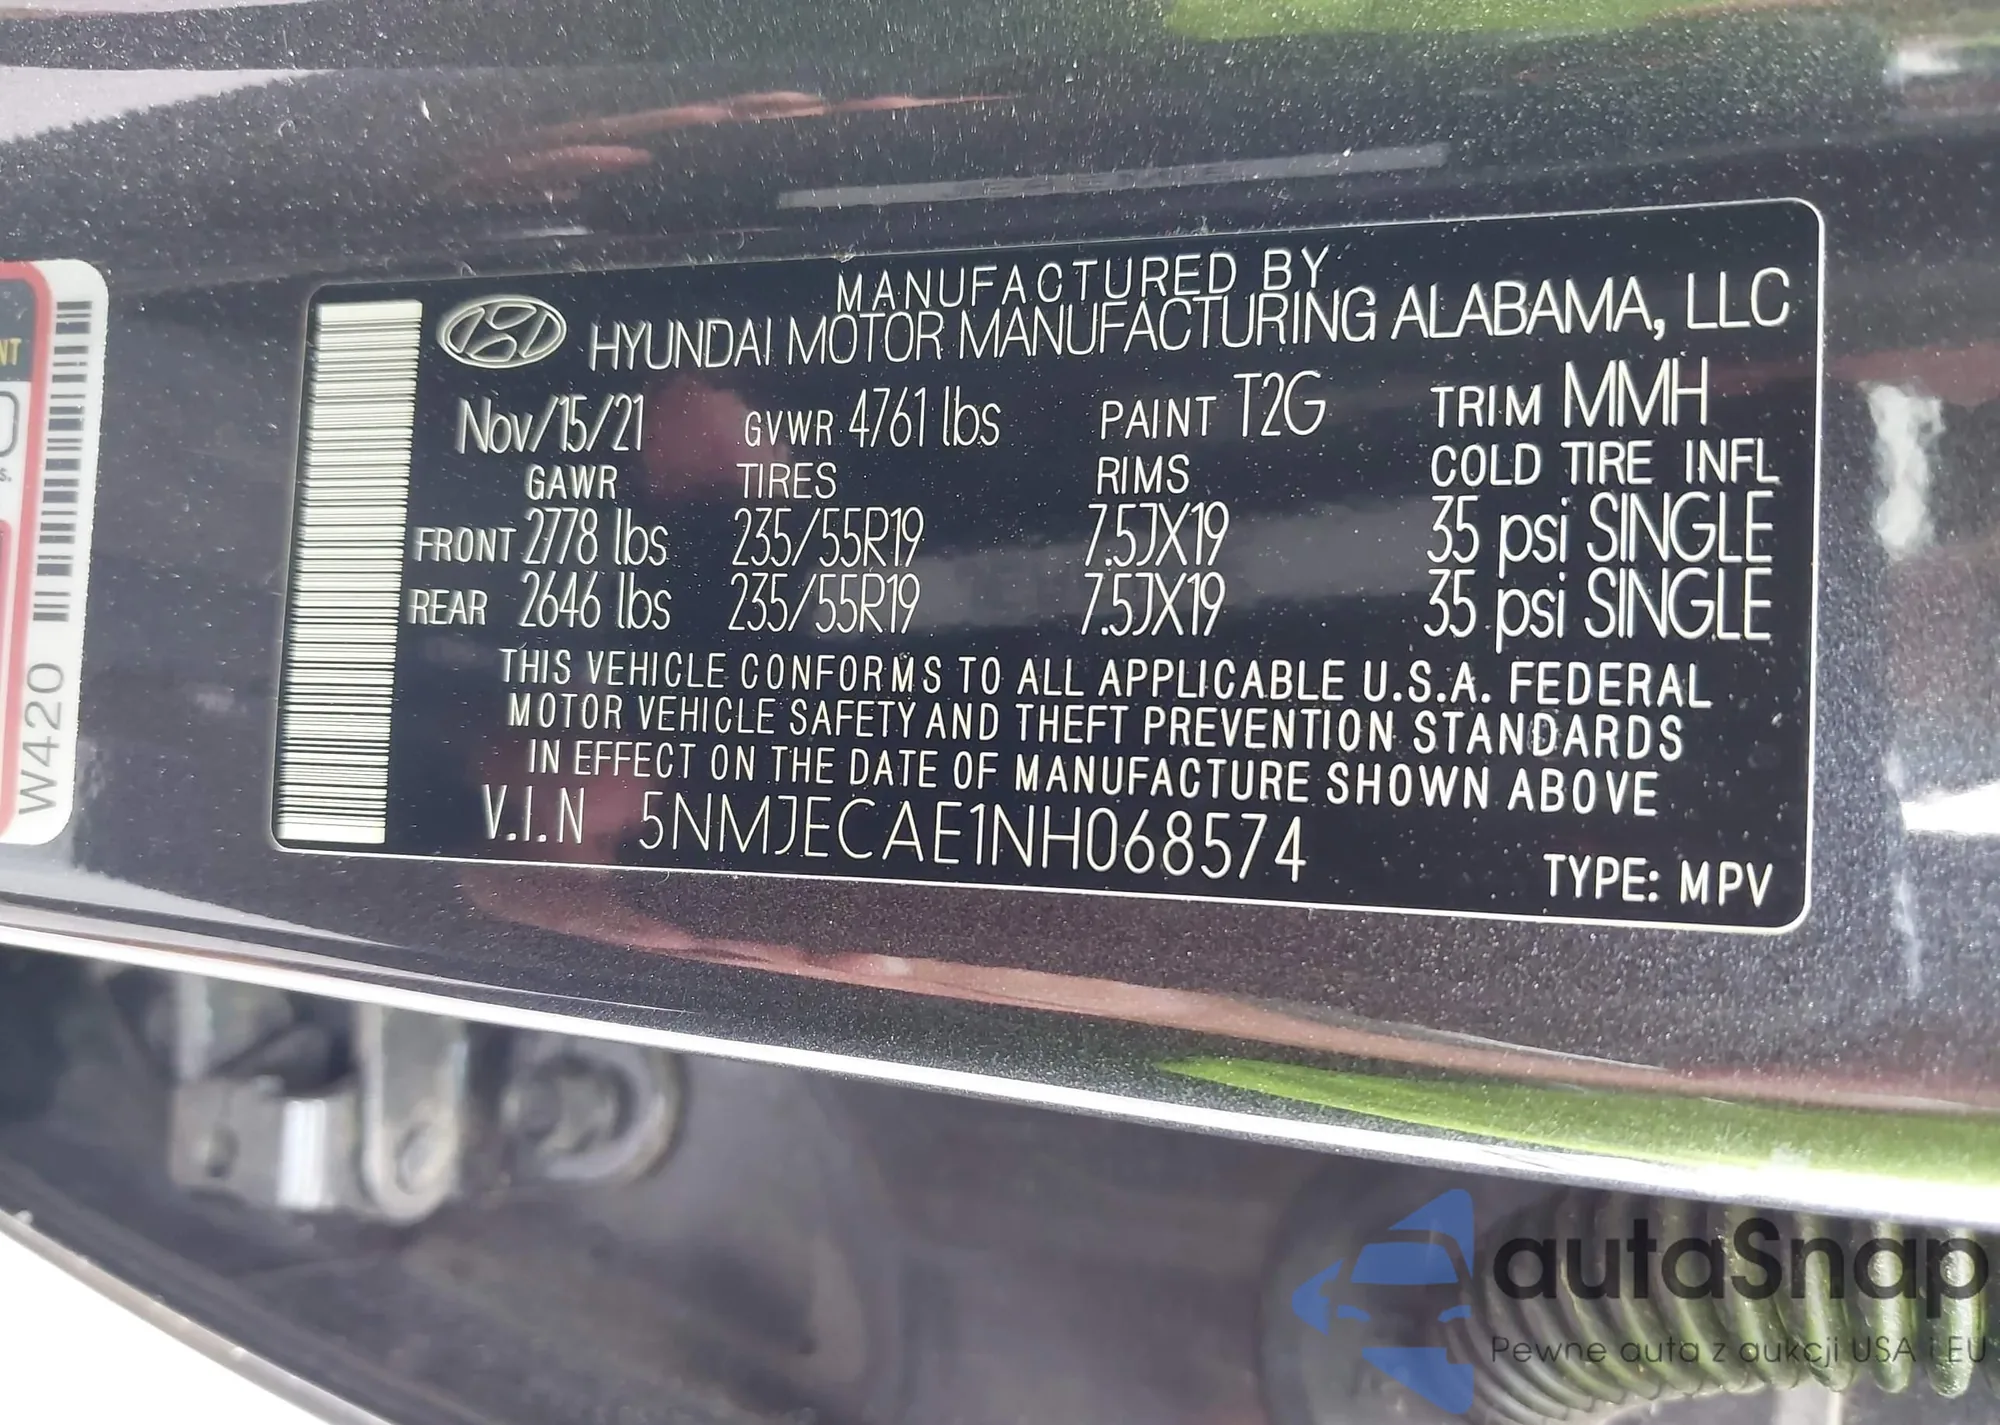 MANUFACTURED BY
HYUNDAI MOTOR MANUFACTURING ALABAMA, LLC
Nov/15/21 GVWR 4761 lbs PAINT T2G TRIM MMH
GAWR TIRES RIMS COLD TIRE INFL
FRONT 2778 lbs 235/55R19 7.5JX19 35 psi SINGLE
REAR 2646 lbs 235/55R19 7.5JX19 35 psi SINGLE
THIS VEHICLE CONFORMS TO ALL APPLICABLE U.S.A. FEDERAL
MOTOR VEHICLE SAFETY AND THEFT PREVENTION STANDARDS
IN EFFECT ON THE DATE OF MANUFACTURE SHOWN ABOVE
V.I.N 5NMJECAE1NH068574
TYPE: MPV
W420
autaSnap
Pewne auta z aukcji USA i EU